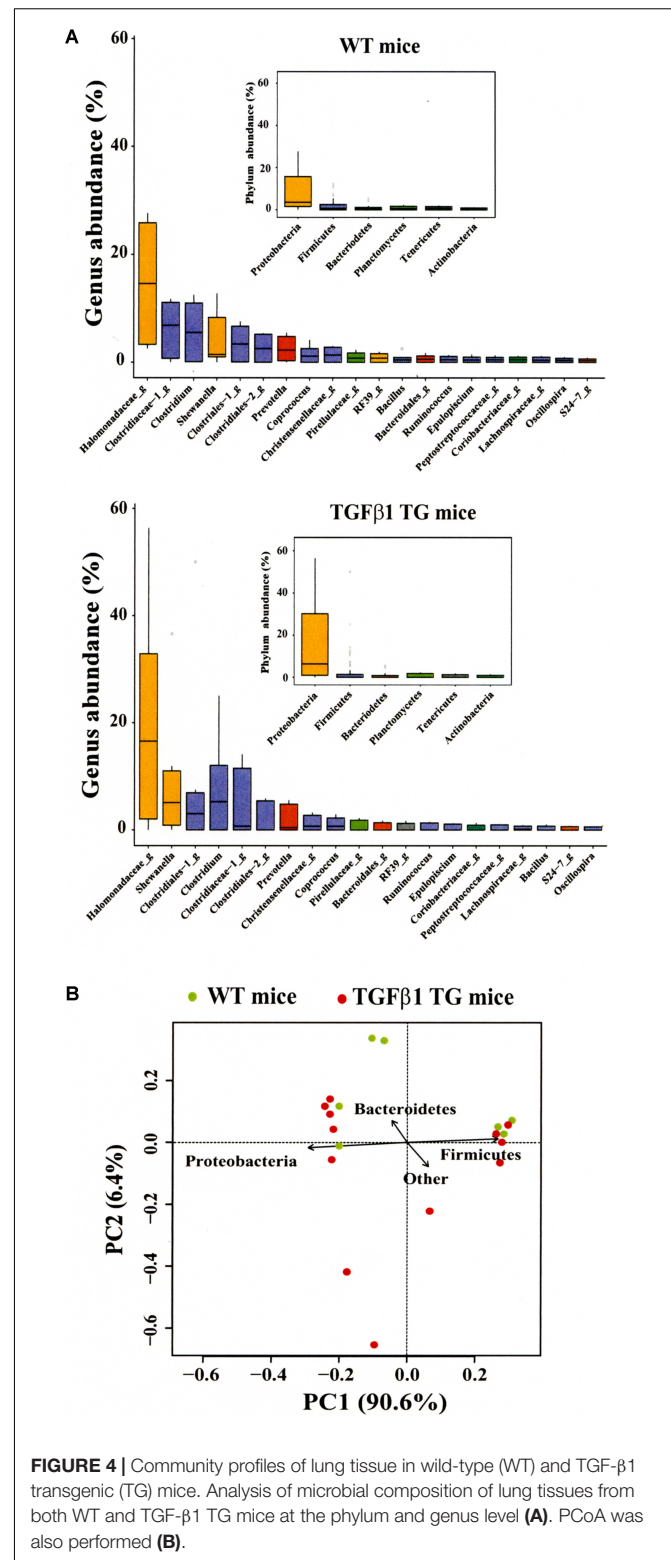 A
WT mice
Genus abundance (%)
60
40
20
0
Phylum abundance (%)
60
40
20
0
Proteobacteria
Firmicutes
Bacteriodetes
Planctomycetes
Tenericutes
Actinobacteria
Halomonadaceae_g
Clostridiaceae-1_g
Clostridium
Shewanella
Clostriales-1_g
Clostridiales-2_g
Prevotella
Coprococcus
Christensenellaceae_g
Pirellulaceae_g
RF39_g
Bacillus
Bacteroidales_g
Ruminococcus
Epulopiscium
Peptostreptococcaceae_g
Coriobacteriaceae_g
Lachnospiraceae_g
Oscillospira
S24-7_g
TGFβ1 TG mice
Genus abundance (%)
60
40
20
0
Phylum abundance (%)
60
40
20
0
Proteobacteria
Firmicutes
Bacteriodetes
Planctomycetes
Tenericutes
Actinobacteria
Halomonadaceae_g
Shewanella
Clostridiales-1_g
Clostridium
Clostridiaceae-1_g
Clostridiales-2_g
Prevotella
Christensenellaceae_g
Coprococcus
Pirellulaceae_g
Bacteroidales_g
RF39_g
Ruminococcus
Epulopiscium
Coriobacteriaceae_g
Peptostreptococcaceae_g
Lachnospiraceae_g
Bacillus
S24-7_g
Oscillospira
B
WT mice
TGFβ1 TG mice
PC2 (6.4%)
0.2
0.0
−0.2
−0.4
−0.6
Bacteroidetes
Proteobacteria
Firmicutes
Other
−0.6
−0.4
−0.2
0.0
0.2
PC1 (90.6%)
FIGURE 4 | Community profiles of lung tissue in wild-type (WT) and TGF-β1
transgenic (TG) mice. Analysis of microbial composition of lung tissues from
both WT and TGF-β1 TG mice at the phylum and genus level (A). PCoA was
also performed (B).